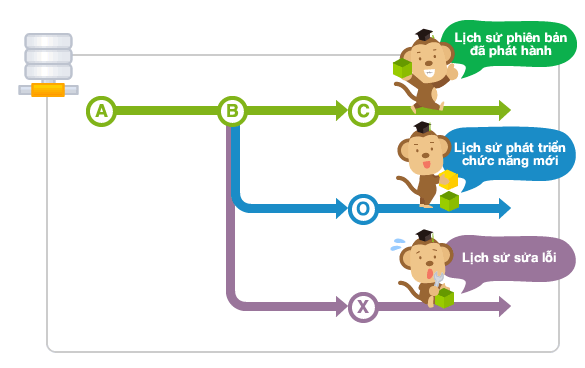 Lịch sử phiên bản
đã phát hành
A
B
C
Lịch sử phát triển
chức năng mới
O
Lịch sử sửa lỗi
X